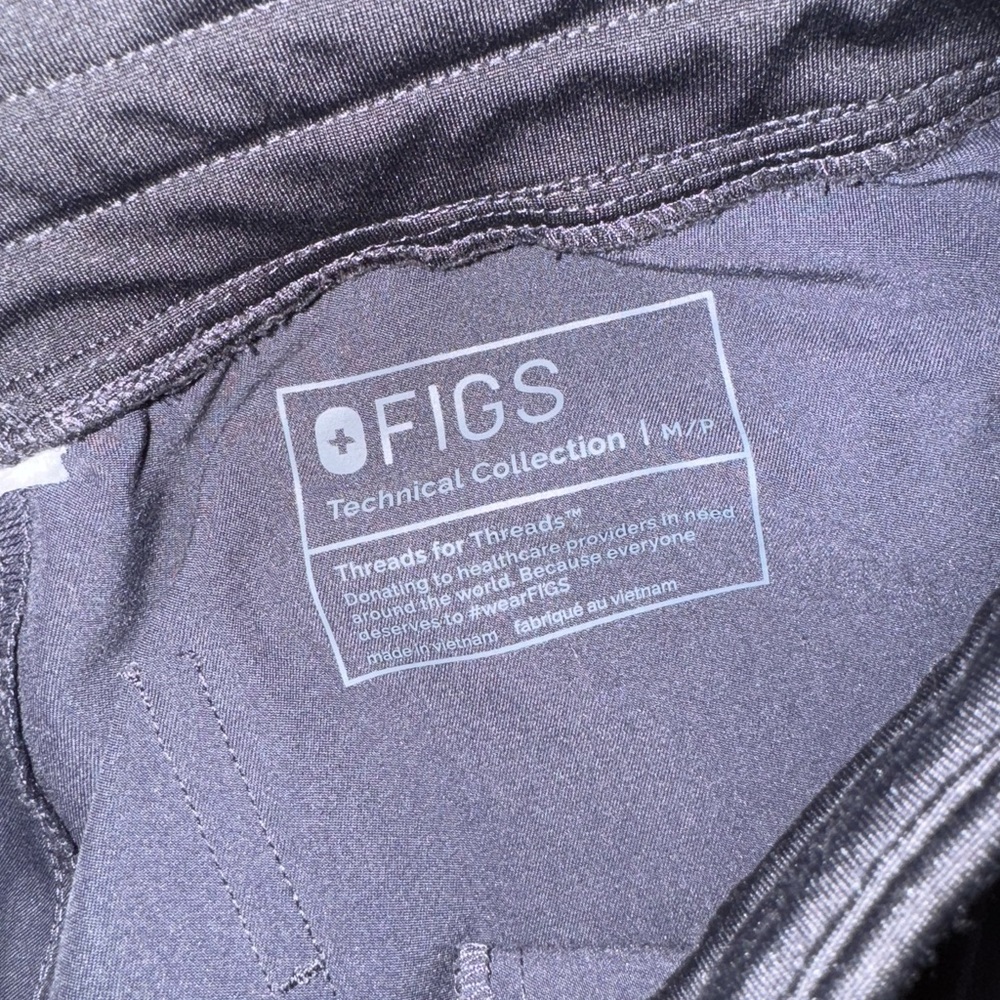 FIGS
Technical Collection | M/P
Threads for Threads™
Donating to healthcare providers in need
around the world. Because everyone
deserves to #wearFIGS
made in vietnam fabriqué au vietnam